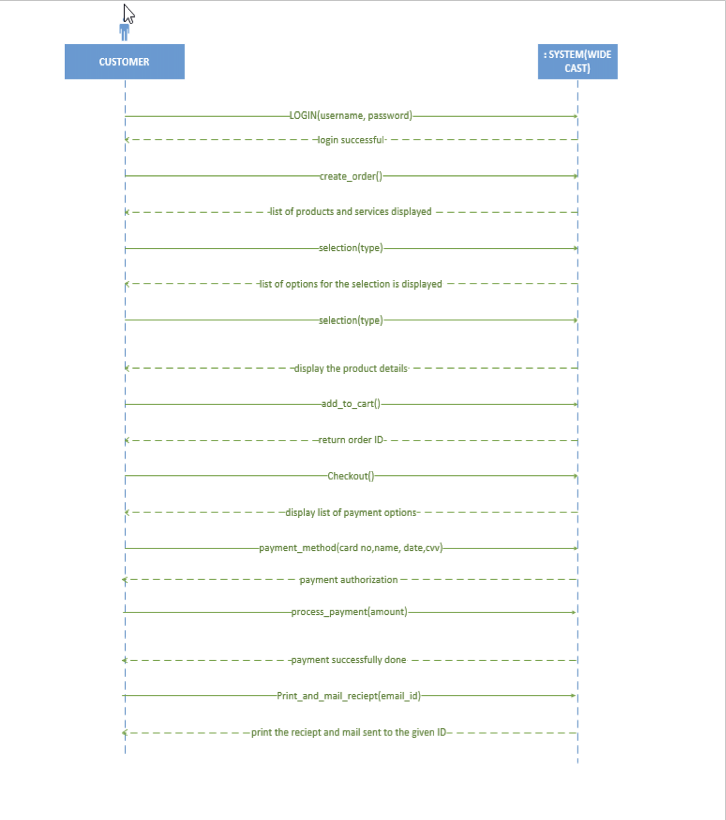 CUSTOMER
: SYSTEM(WIDE
CAST)
LOGIN(username, password)
login successful
create_order()
list of products and services displayed
selection(type)
list of options for the selection is displayed
selection(type)
display the product details
add_to_cart()
return order ID
Checkout()
display list of payment options
payment_method(card no,name, date,cvv)
payment authorization
process_payment(amount)
payment successfully done
Print_and_mail_reciept(email_id)
print the reciept and mail sent to the given ID